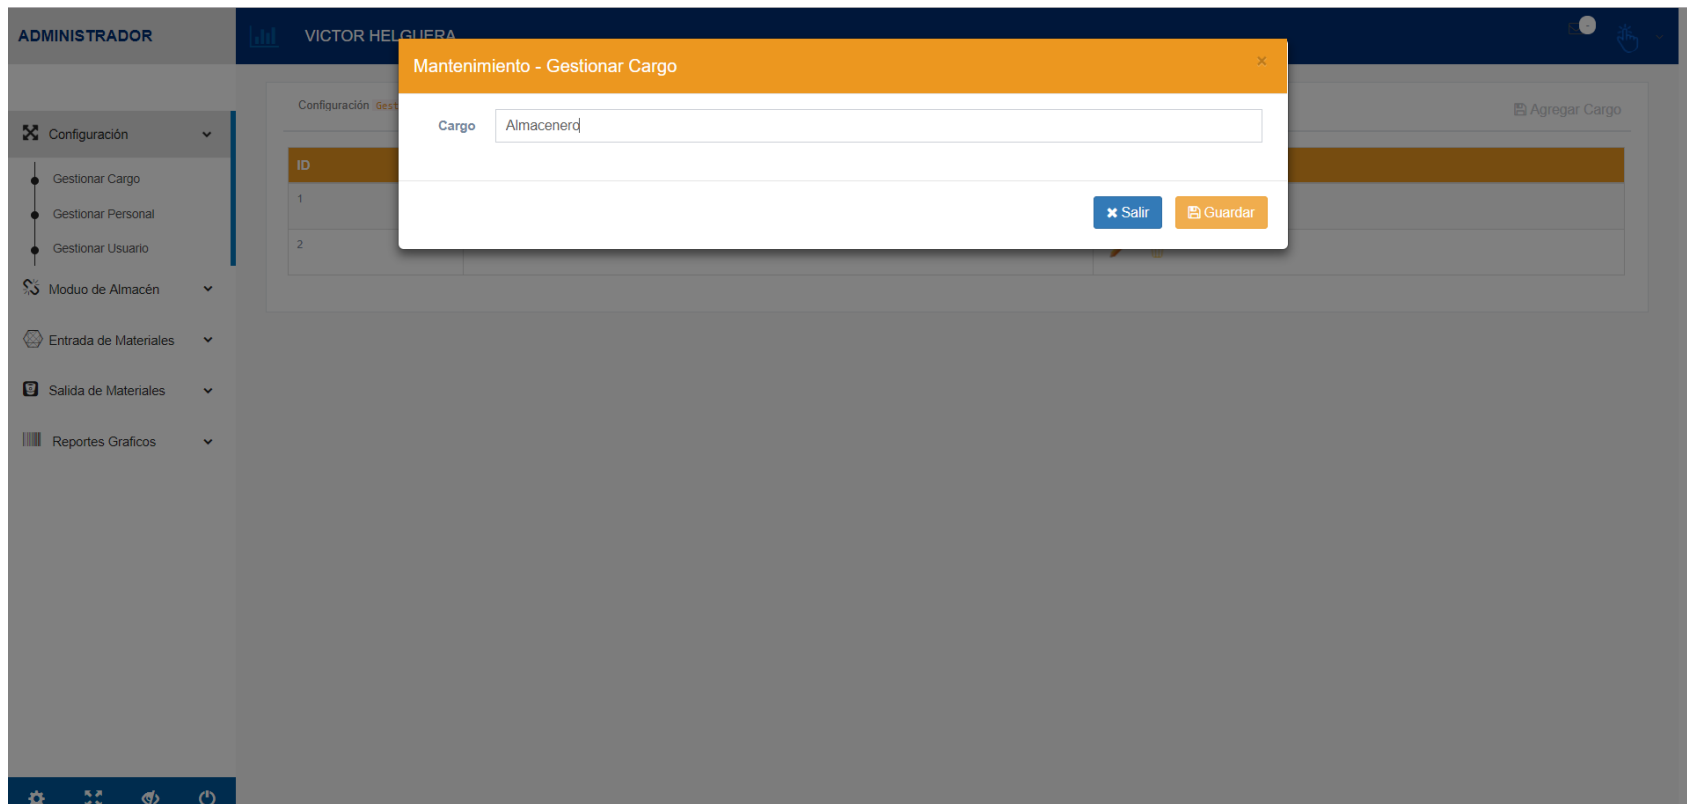 ADMINISTRADOR
VICTOR HELGUERA
Mantenimiento - Gestionar Cargo
×
Configuración Gest
Agregar Cargo
Cargo
Almacenero
Configuración
ID
Gestionar Cargo
1
Gestionar Personal
Salir
Guardar
2
Gestionar Usuario
Moduo de Almacén
Entrada de Materiales
Salida de Materiales
Reportes Graficos